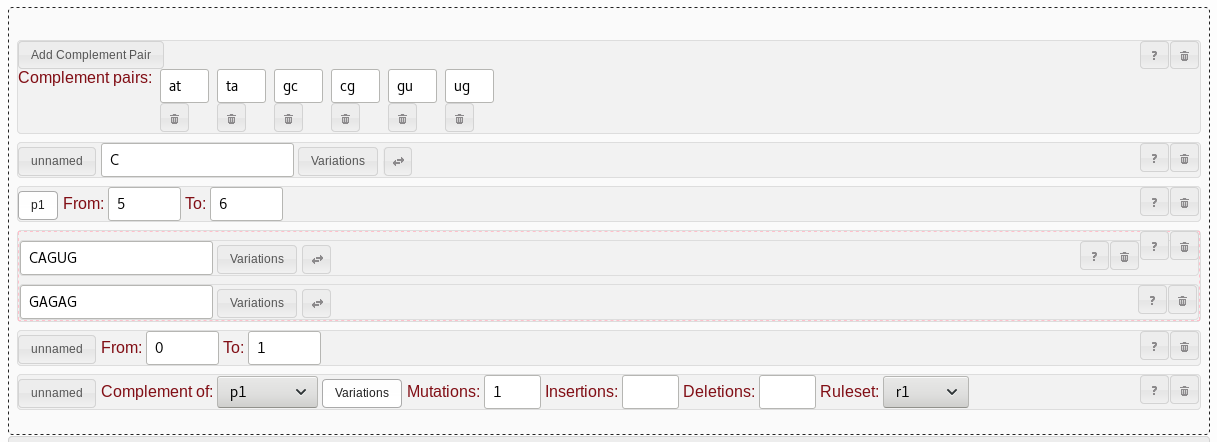 Add Complement Pair ?
Complement pairs: at ta gc cg gu ug
unnamed C Variations ?
p1 From: 5 To: 6 ?
CAGUG Variations ? ?
GAGAG Variations ?
unnamed From: 0 To: 1 ?
unnamed Complement of: p1 Variations Mutations: 1 Insertions: Deletions: Ruleset: r1 ?